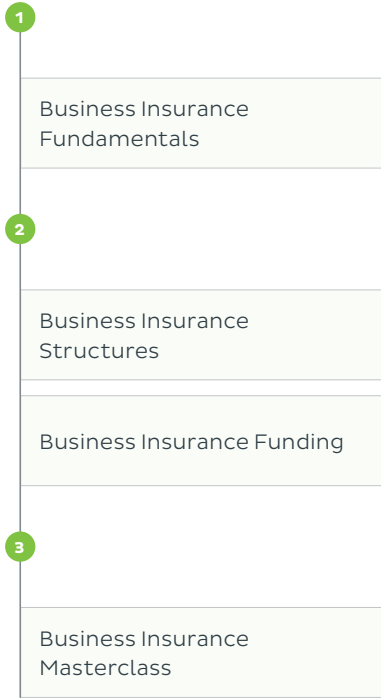 1
Business Insurance
Fundamentals
2
Business Insurance
Structures
Business Insurance Funding
3
Business Insurance
Masterclass